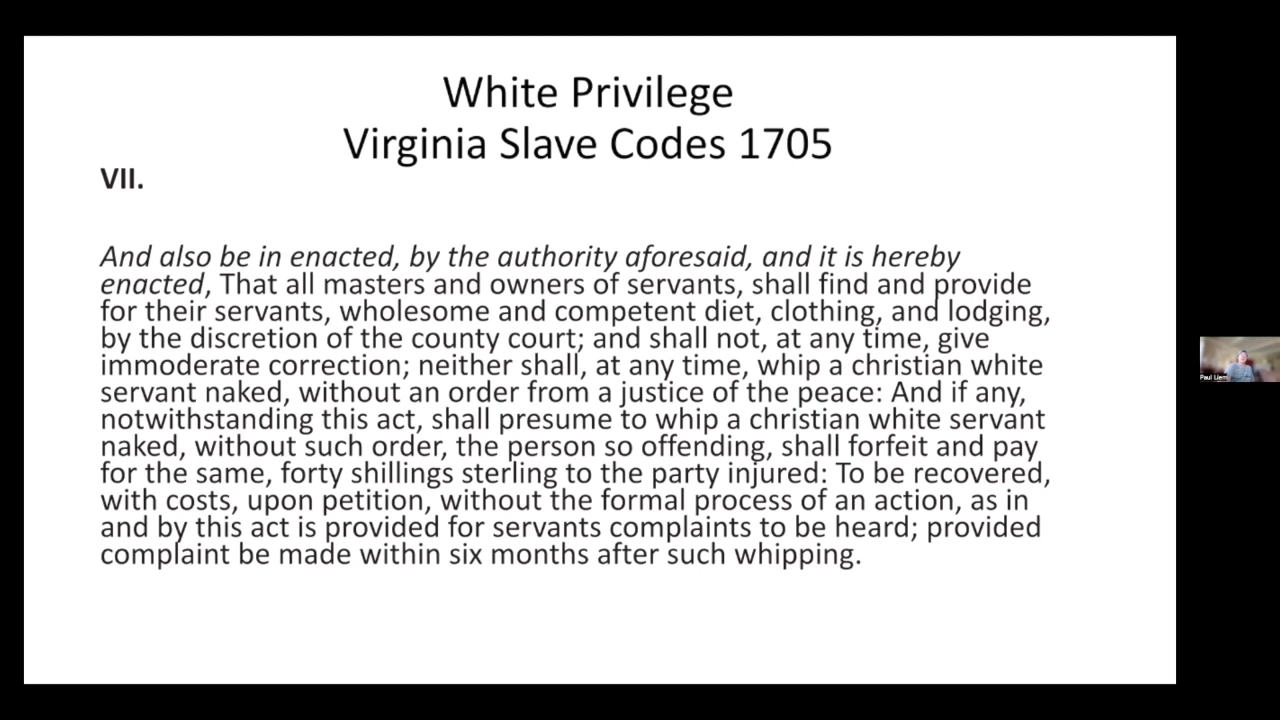 White Privilege
Virginia Slave Codes 1705
VII.
And also be in enacted, by the authority aforesaid, and it is hereby
enacted, That all masters and owners of servants, shall find and provide
for their servants, wholesome and competent diet, clothing, and lodging,
by the discretion of the county court; and shall not, at any time, give
immoderate correction; neither shall, at any time, whip a christian white
servant naked, without an order from a justice of the peace: And if any,
notwithstanding this act, shall presume to whip a christian white servant
naked, without such order, the person so offending, shall forfeit and pay
for the same, forty shillings sterling to the party injured: To be recovered,
with costs, upon petition, without the formal process of an action, as in
and by this act is provided for servants complaints to be heard; provided
complaint be made within six months after such whipping.
Paul